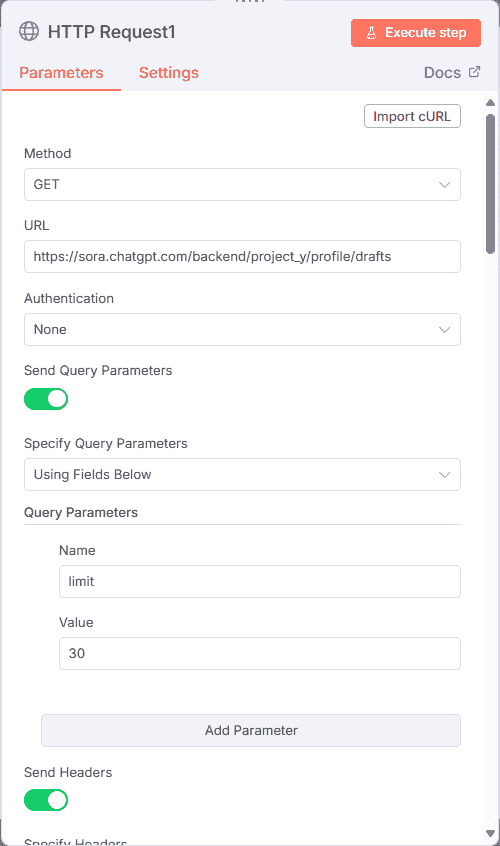 HTTP Request1
Execute step
Parameters Settings Docs
Import cURL
Method
GET
URL
https://sora.chatgpt.com/backend/project_y/profile/drafts
Authentication
None
Send Query Parameters
Specify Query Parameters
Using Fields Below
Query Parameters
Name
limit
Value
30
Add Parameter
Send Headers
Specify Headers